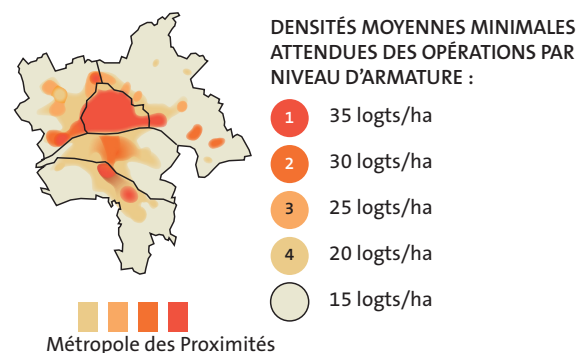 DENSITÉS MOYENNES MINIMALES
ATTENDUES DES OPÉRATIONS PAR
NIVEAU D’ARMATURE :
1 35 logts/ha
2 30 logts/ha
3 25 logts/ha
4 20 logts/ha
15 logts/ha
Métropole des Proximités